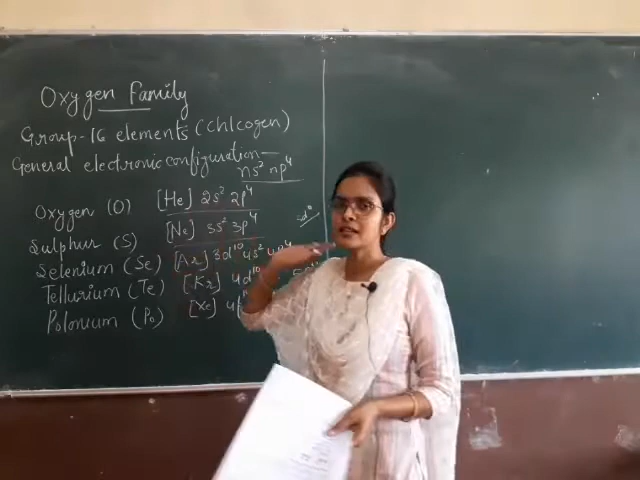 Oxygen Family
Group-16 elements (chlcogen)
General electronic configuration-
ns² np⁴
Oxygen (O) [He] 2s² 2p⁴
Sulphur (S) [Ne] 3s² 3p⁴
Selenium (Se) [Ar] 3d¹⁰ 4s² 4p⁴
Tellurium (Te) [Kr] 4d¹⁰
Polonium (Po) [Xe] 4f